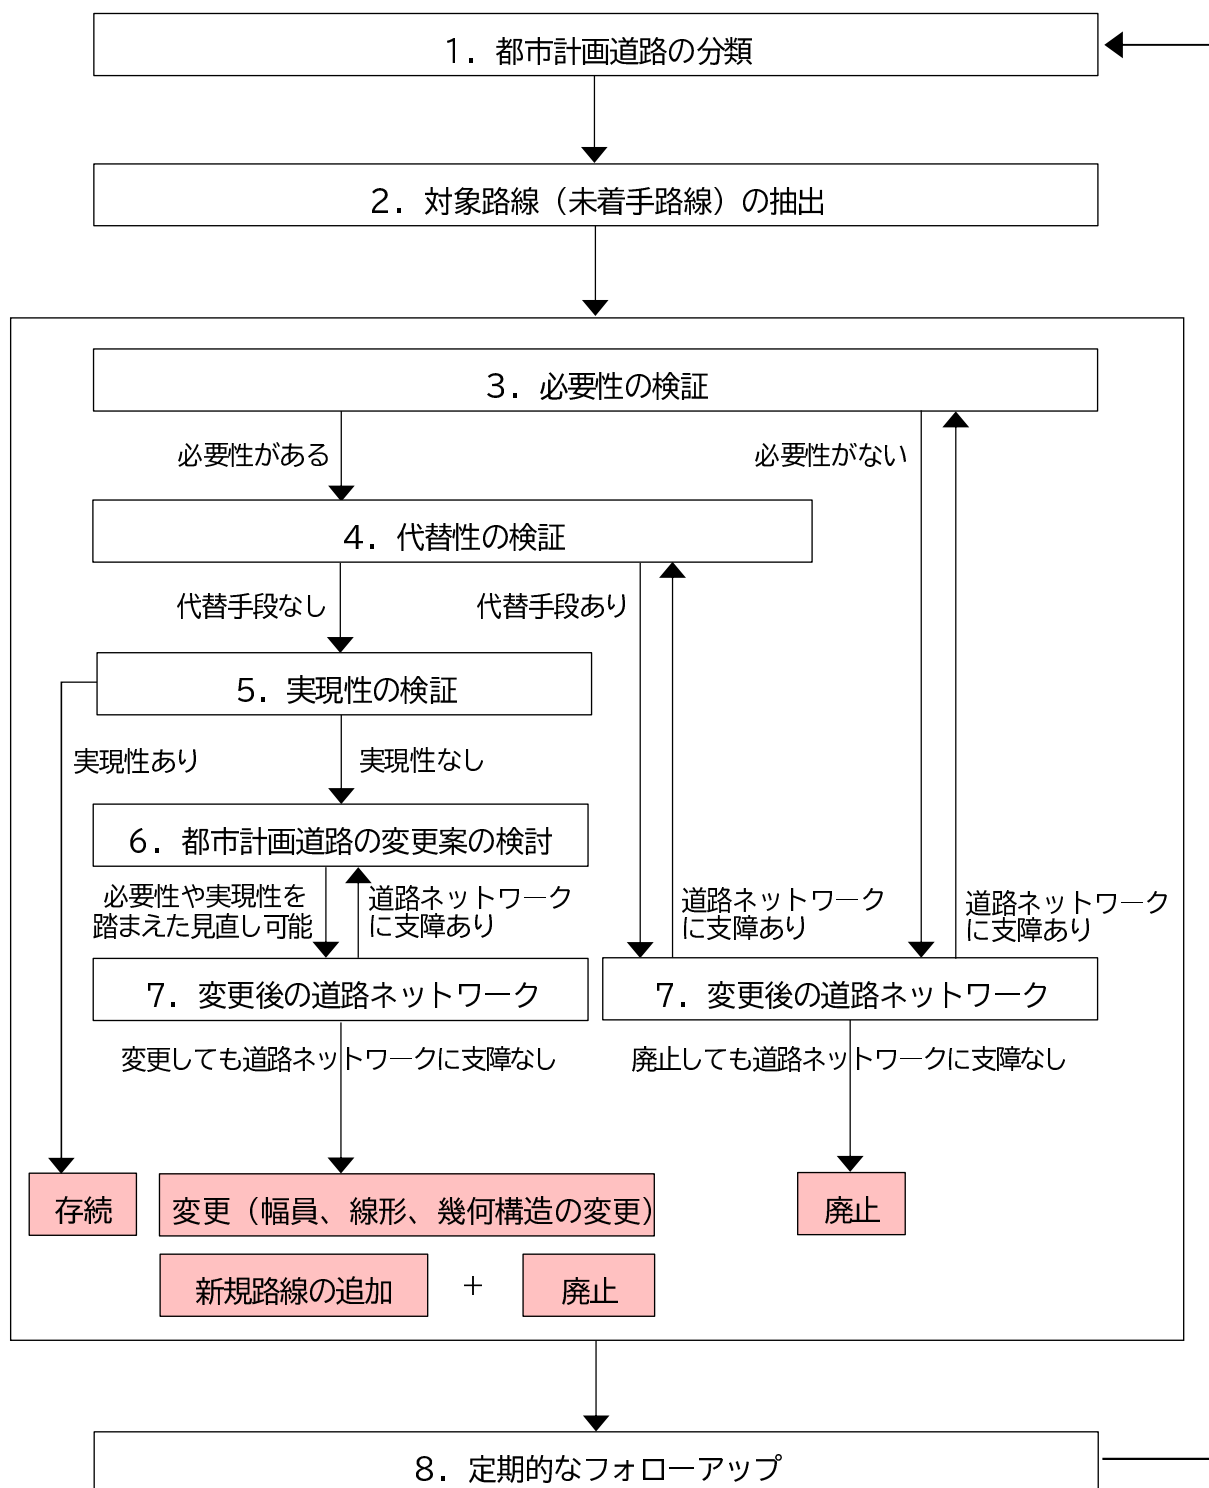 1．都市計画道路の分類
2．対象路線（未着手路線）の抽出
3．必要性の検証
必要性がある
必要性がない
4．代替性の検証
代替手段なし
代替手段あり
5．実現性の検証
実現性あり
実現性なし
6．都市計画道路の変更案の検討
必要性や実現性を
踏まえた見直し可能
道路ネットワーク
に支障あり
道路ネットワーク
に支障あり
道路ネットワーク
に支障あり
7．変更後の道路ネットワーク
7．変更後の道路ネットワーク
変更しても道路ネットワークに支障なし
廃止しても道路ネットワークに支障なし
存続
変更（幅員、線形、幾何構造の変更）
廃止
新規路線の追加
＋
廃止
8．定期的なフォローアップ